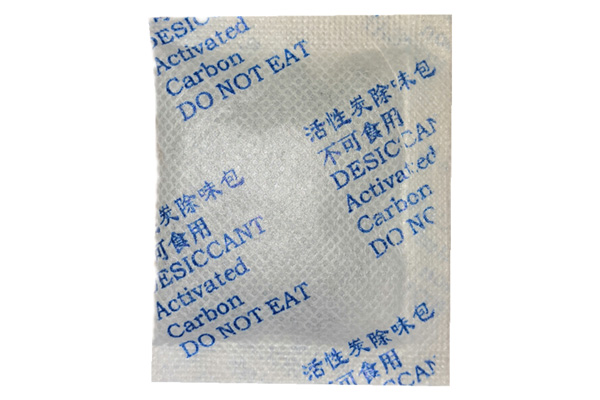 DESIC
Activated
Carbon
DO NOT EAT
活性炭除味包
不可食用
DESICCANT
Activated
Carbon
DO NO
炭除味包
可食用
ESICCANT
Activated
Carbon
DO NOT EAT
活性炭除味包
不可食用
DESICCAN